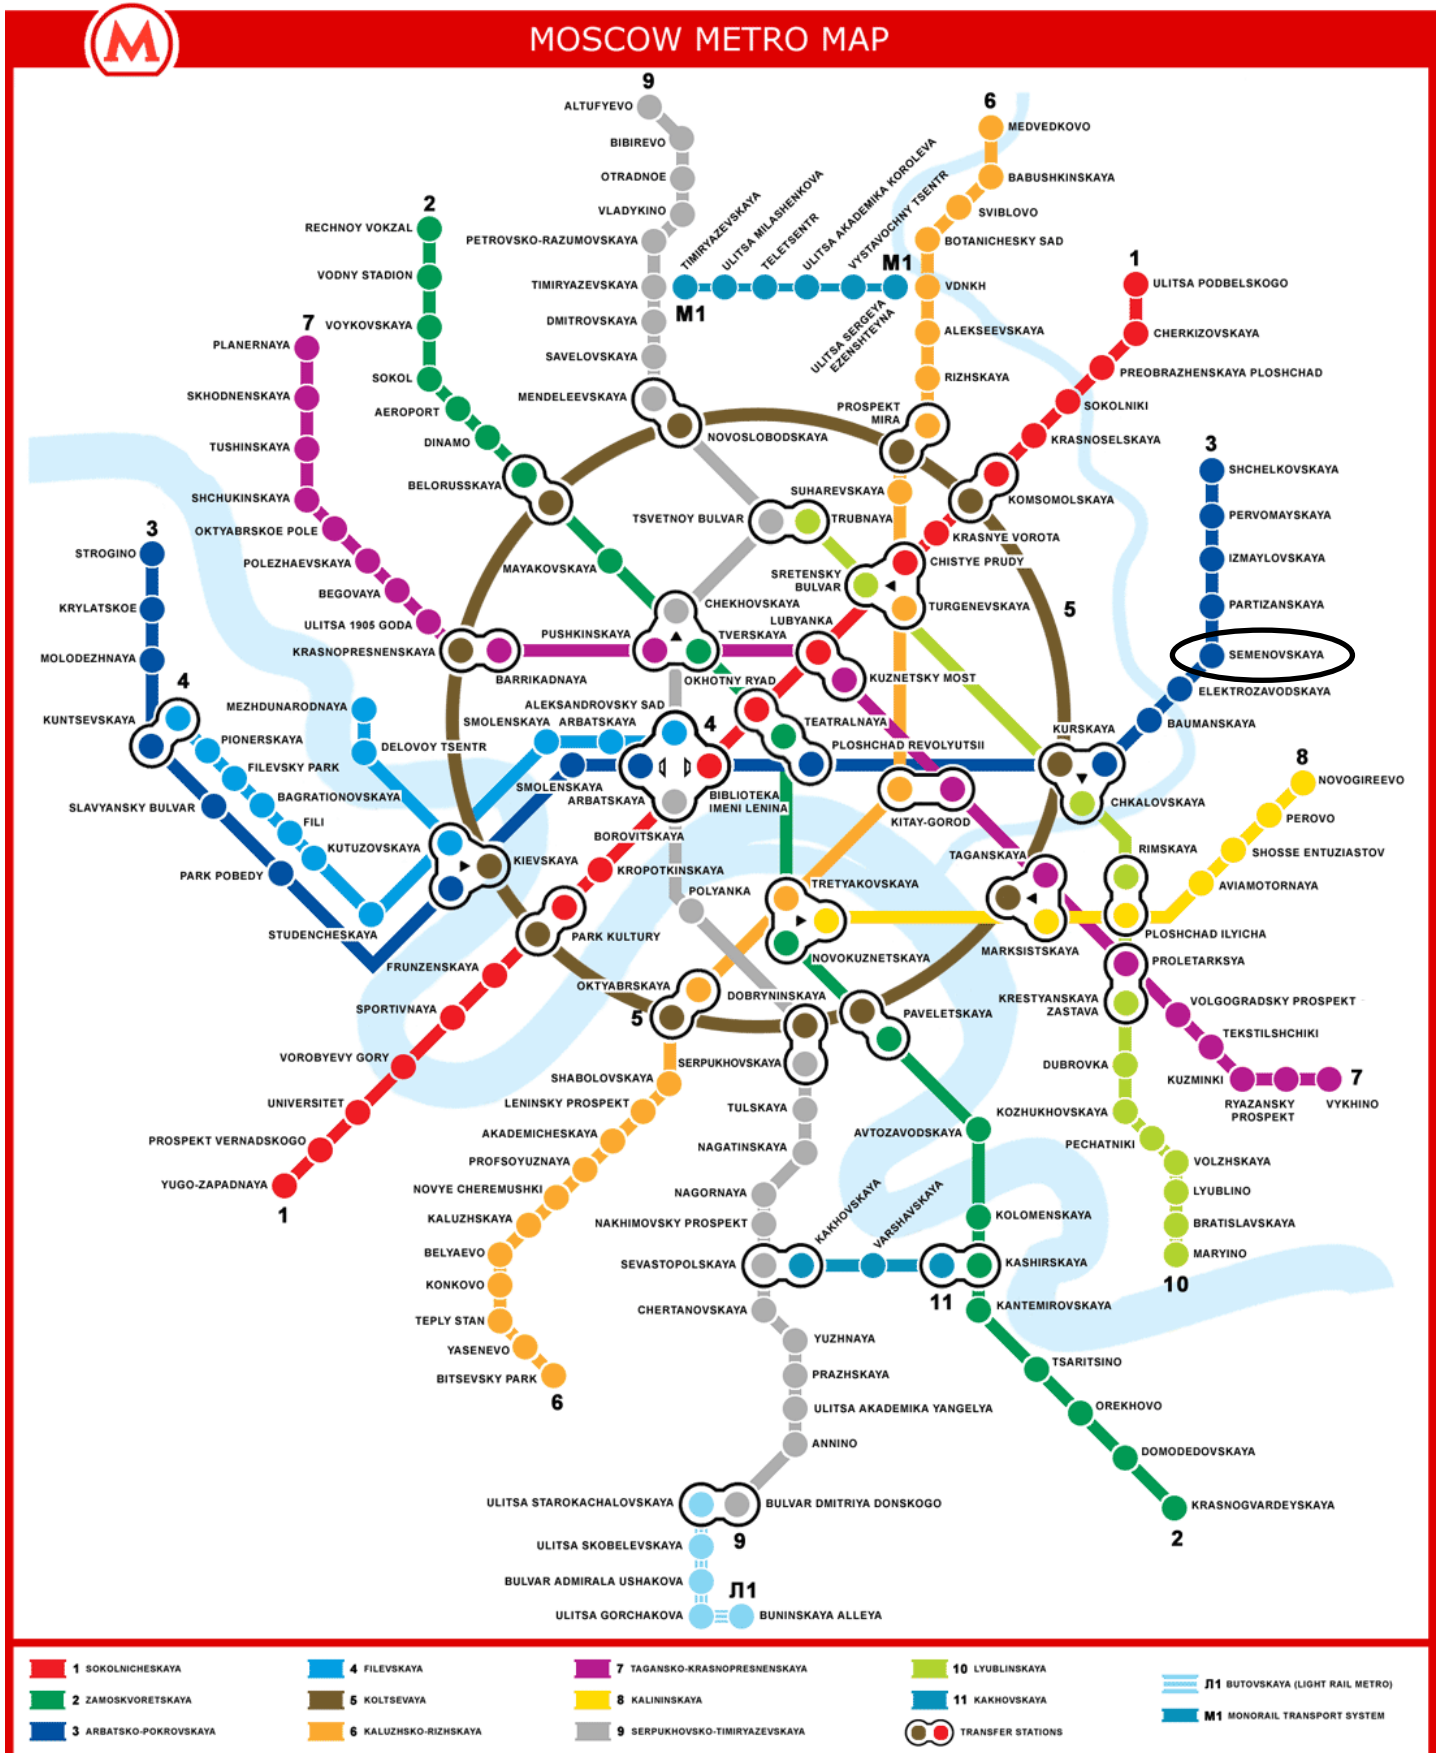 M
MOSCOW METRO MAP
9
ALTUFYEVO
BIBIREVO
OTRADNOE
VLADYKINO
PETROVSKO-RAZUMOVSKAYA
TIMIRYAZEVSKAYA
DMITROVSKAYA
SAVELOVSKAYA
MENDELEEVSKAYA
NOVOSLOBODSKAYA
TIMIRYAZEVSKAYA
ULITSA MILASHENKOVA
TELETSENTR
ULITSA AKADEMIKA KOROLEVA
VYSTAVOCHNY TSENTR
ULITSA SERGEYA
EZENSHTEYNA
M1
M1
6
MEDVEDKOVO
BABUSHKINSKAYA
SVIBLOVO
BOTANICHESKY SAD
VDNKH
ALEKSEEVSKAYA
RIZHSKAYA
PROSPEKT
MIRA
SUHAREVSKAYA
1
ULITSA PODBELSKOGO
CHERKIZOVSKAYA
PREOBRAZHENSKAYA PLOSHCHAD
SOKOLNIKI
KRASNOSELSKAYA
KOMSOMOLSKAYA
KRASNYE VOROTA
CHISTYE PRUDY
TURGENEVSKAYA
SRETENSKY
BULVAR
TRUBNAYA
TSVETNOY BULVAR
CHEKHOVSKAYA
LUBYANKA
KUZNETSKY MOST
2
RECHNOY VOKZAL
VODNY STADION
VOYKOVSKAYA
SOKOL
AEROPORT
DINAMO
BELORUSSKAYA
MAYAKOVSKAYA
PUSHKINSKAYA
TVERSKAYA
OKHOTNY RYAD
TEATRALNAYA
PLOSHCHAD REVOLYUTSII
7
PLANERNAYA
SKHODNENSKAYA
TUSHINSKAYA
SHCHUKINSKAYA
OKTYABRSKOE POLE
POLEZHAEVSKAYA
BEGOVAYA
ULITSA 1905 GODA
KRASNOPRESNENSKAYA
BARRIKADNAYA
3
SHCHELKOVSKAYA
PERVOMAYSKAYA
IZMAYLOVSKAYA
PARTIZANSKAYA
SEMENOVSKAYA
ELEKTROZAVODSKAYA
BAUMANSKAYA
5
KURSKAYA
CHKALOVSKAYA
3
STROGINO
KRYLATSKOE
MOLODEZHNAYA
4
KUNTSEVSKAYA
PIONERSKAYA
FILEVSKY PARK
BAGRATIONOVSKAYA
FILI
KUTUZOVSKAYA
STUDENCHESKAYA
SLAVYANSKY BULVAR
PARK POBEDY
MEZHDUNARODNAYA
DELOVOY TSENTR
ALEKSANDROVSKY SAD
SMOLENSKAYA
ARBATSKAYA
4
SMOLENSKAYA
ARBATSKAYA
BIBLIOTEKA
IMENI LENINA
BOROVITSKAYA
KIEVSKAYA
KROPOTKINSKAYA
POLYANKA
PARK KULTURY
FRUNZENSKAYA
SPORTIVNAYA
VOROBYEVY GORY
UNIVERSITET
PROSPEKT VERNADSKOGO
YUGO-ZAPADNAYA
1
KITAY-GOROD
TRETYAKOVSKAYA
NOVOKUZNETSKAYA
TAGANSKAYA
MARKSISTSKAYA
8
NOVOGIREEVO
PEROVO
SHOSSE ENTUZIASTOV
AVIAMOTORNAYA
RIMSKAYA
PLOSHCHAD ILYICHA
PROLETARKSYA
KRESTYANSKAYA
ZASTAVA
VOLGOGRADSKY PROSPEKT
TEKSTILSHCHIKI
KUZMINKI
RYAZANSKY
PROSPEKT
VYKHINO
7
DUBROVKA
KOZHUKHOVSKAYA
PECHATNIKI
VOLZHSKAYA
LYUBLINO
BRATISLAVSKAYA
MARYINO
10
OKTYABRSKAYA
5
DOBRYNINSKAYA
PAVELETSKAYA
SERPUKHOVSKAYA
SHABOLOVSKAYA
LENINSKY PROSPEKT
AKADEMICHESKAYA
PROFSOYUZNAYA
NOVYE CHEREMUSHKI
KALUZHSKAYA
BELYAEVO
KONKOVO
TEPLY STAN
YASENEVO
BITSEVSKY PARK
6
TULSKAYA
NAGATINSKAYA
NAGORNAYA
NAKHIMOVSKY PROSPEKT
SEVASTOPOLSKAYA
KAKHOVSKAYA
VARSHAVSKAYA
11
CHERTANOVSKAYA
YUZHNAYA
PRAZHSKAYA
ULITSA AKADEMIKA YANGELYA
ANNINO
AVTOZAVODSKAYA
KOLOMENSKAYA
KASHIRSKAYA
KANTEMIROVSKAYA
TSARITSINO
OREKHOVO
DOMODEDOVSKAYA
KRASNOGVARDEYSKAYA
2
ULITSA STAROKACHALOVSKAYA
BULVAR DMITRIYA DONSKOGO
9
ULITSA SKOBELEVSKAYA
BULVAR ADMIRALA USHAKOVA
Л1
ULITSA GORCHAKOVA
BUNINSKAYA ALLEYA
1 SOKOLNICHESKAYA
2 ZAMOSKVORETSKAYA
3 ARBATSKO-POKROVSKAYA
4 FILEVSKAYA
5 KOLTSEVAYA
6 KALUZHSKO-RIZHSKAYA
7 TAGANSKO-KRASNOPRESNENSKAYA
8 KALININSKAYA
9 SERPUKHOVSKO-TIMIRYAZEVSKAYA
10 LYUBLINSKAYA
11 KAKHOVSKAYA
TRANSFER STATIONS
Л1 BUTOVSKAYA (LIGHT RAIL METRO)
M1 MONORAIL TRANSPORT SYSTEM